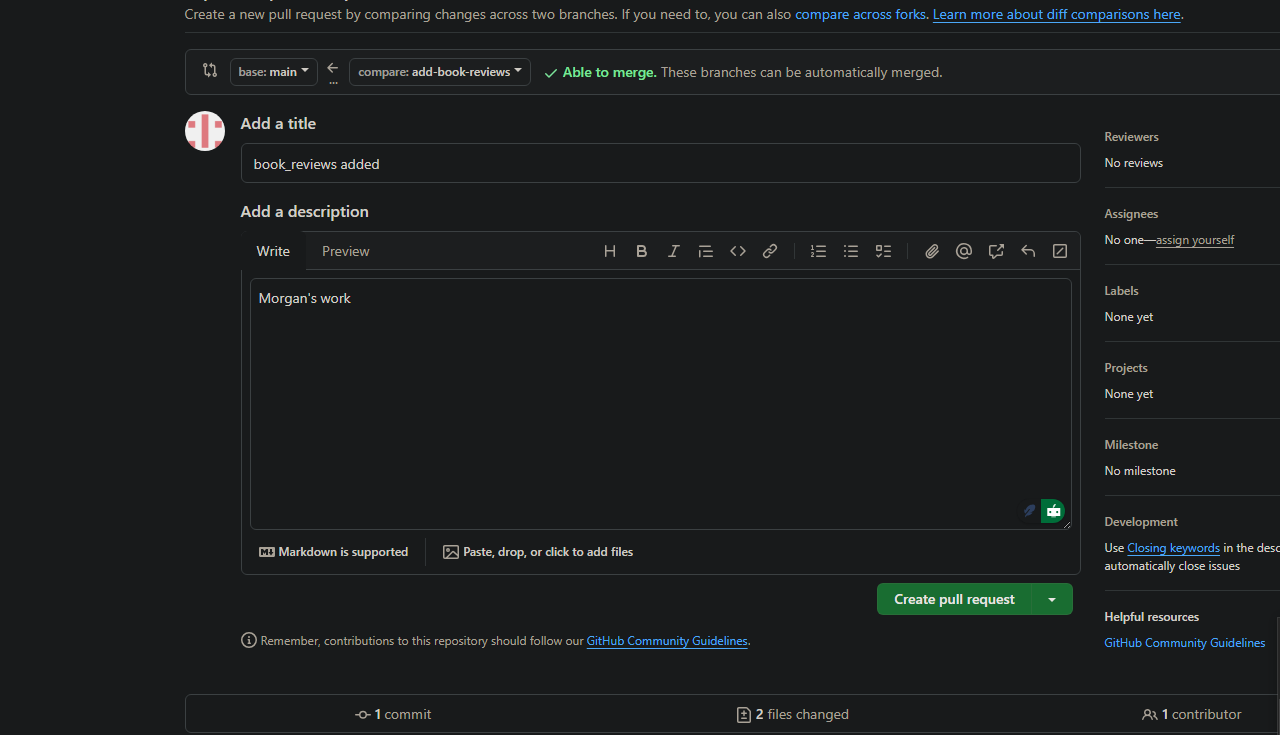 Create a new pull request by comparing changes across two branches. If you need to, you can also compare across forks. Learn more about diff comparisons here.
base: main
compare: add-book-reviews
Able to merge. These branches can be automatically merged.
Add a title
book_reviews added
Add a description
Write
Preview
Morgan's work
Markdown is supported
Paste, drop, or click to add files
Create pull request
Remember, contributions to this repository should follow our GitHub Community Guidelines.
Reviewers
No reviews
Assignees
No one—assign yourself
Labels
None yet
Projects
None yet
Milestone
No milestone
Development
Use Closing keywords in the
automatically close issues
Helpful resources
GitHub Community Guidelines
1 commit
2 files changed
1 contributor